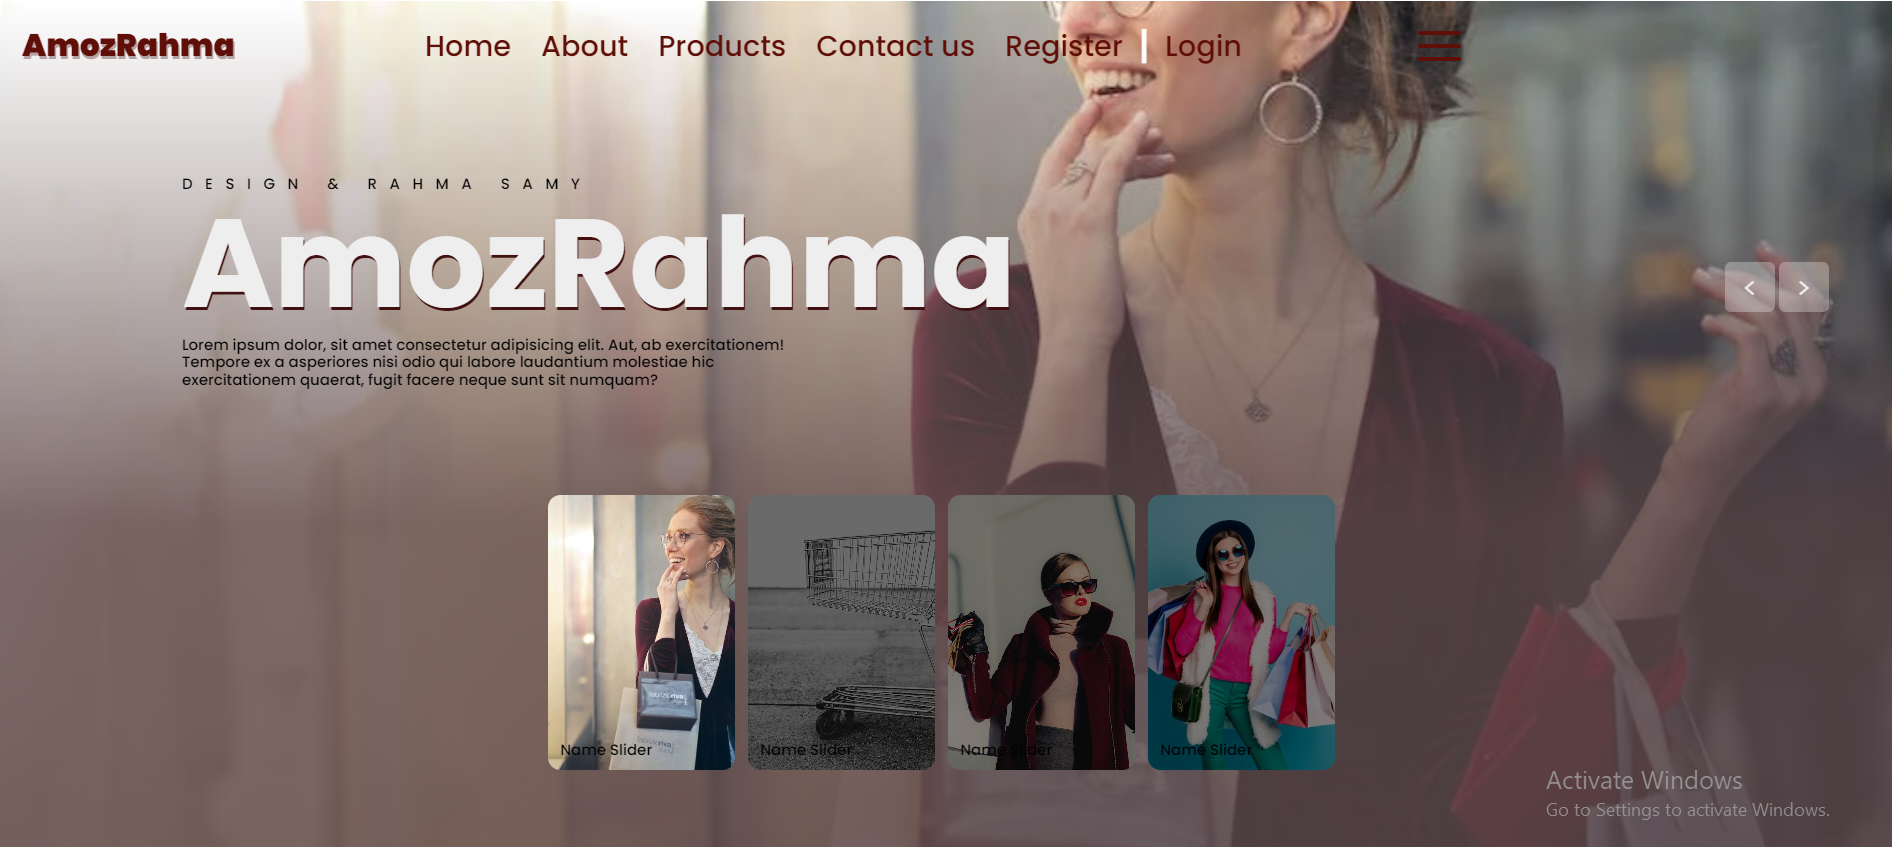 AmozRahma
Home About Products Contact us Register | Login
DESIGN & RAHMA SAMY
AmozRahma
Lorem ipsum dolor, sit amet consectetur adipisicing elit. Aut, ab exercitationem!
Tempore ex a asperiores nisi odio qui labore laudantium molestiae hic
exercitationem quaerat, fugit facere neque sunt sit numquam?
< >
Name Slider
Name Slider
Name Slider
Name Slider
Activate Windows
Go to Settings to activate Windows.